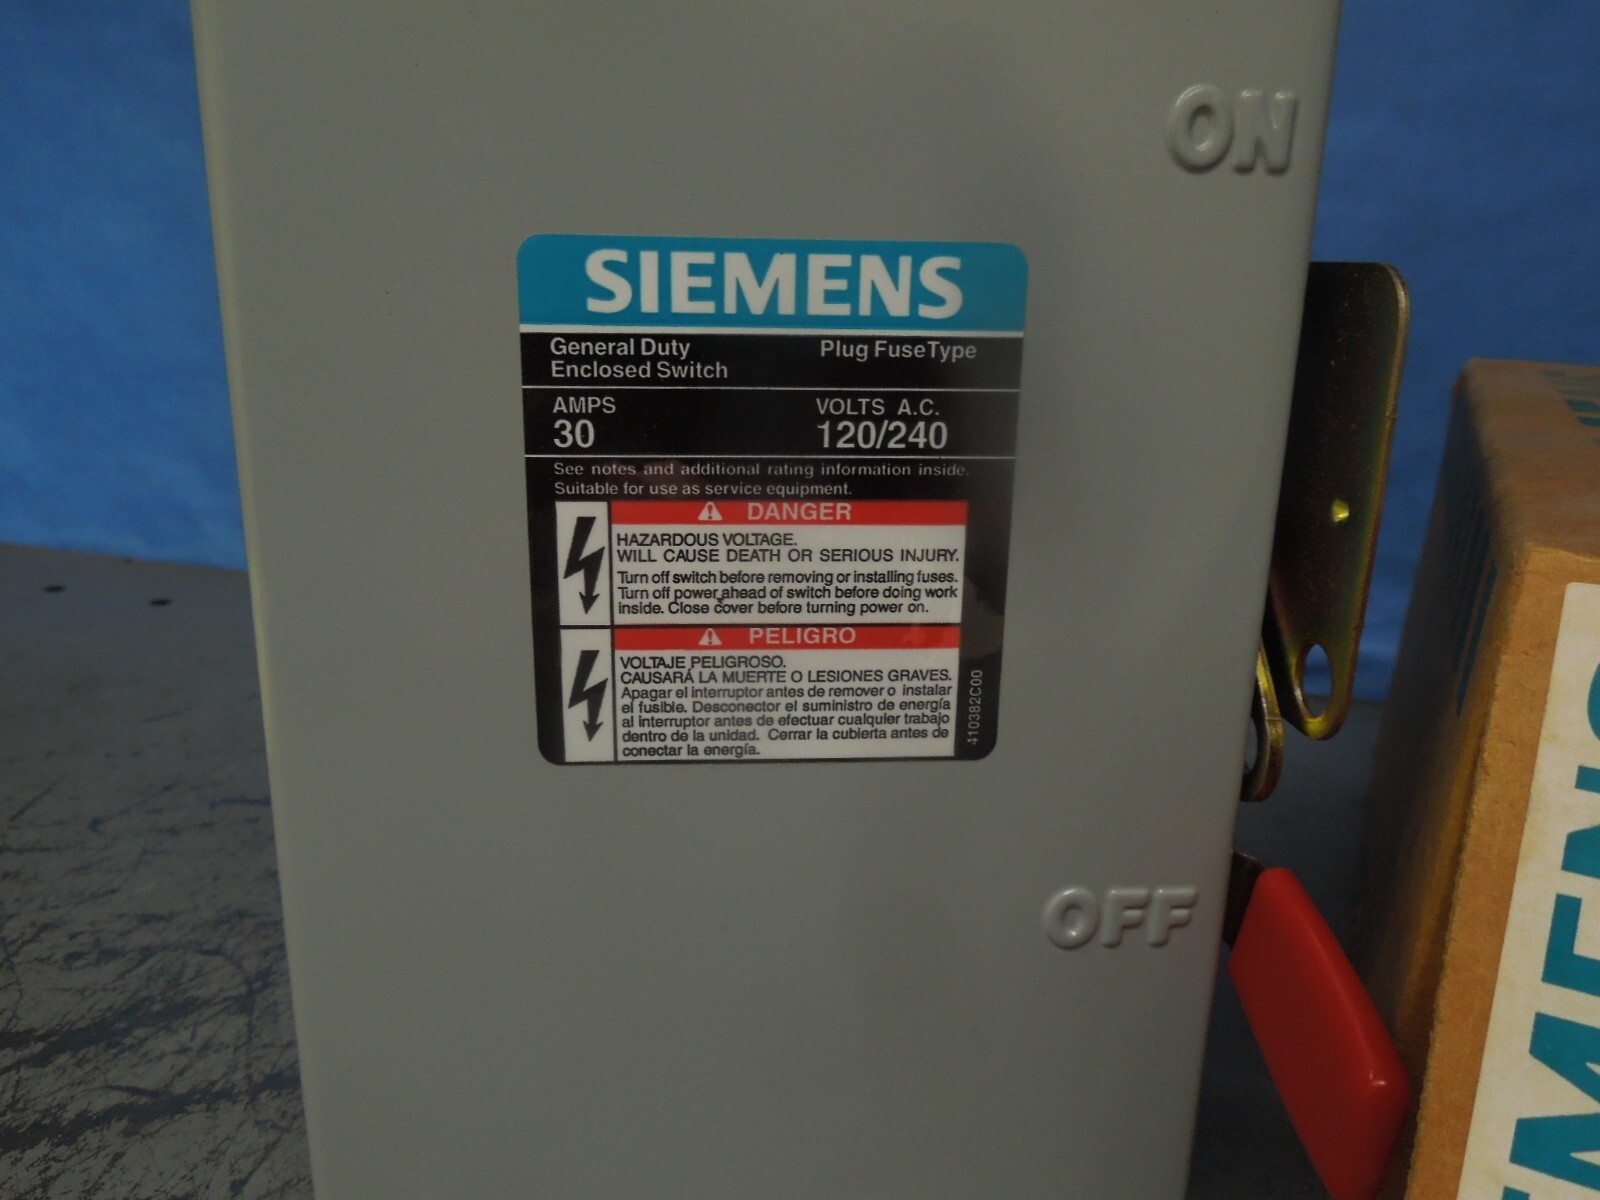 ON
SIEMENS
General Duty
Enclosed Switch
Plug Fuse Type
AMPS
30
VOLTS A.C.
120/240
See notes and additional rating information inside.
Suitable for use as service equipment.
DANGER
HAZARDOUS VOLTAGE.
WILL CAUSE DEATH OR SERIOUS INJURY.
Turn off switch before removing or installing fuses.
Turn off power ahead of switch before doing work
inside. Close cover before turning power on.
PELIGRO
VOLTAJE PELIGROSO.
CAUSARÁ LA MUERTE O LESIONES GRAVES.
Apagar el interruptor antes de remover o instalar
el fusible. Desconector el suministro de energía
al interruptor antes de efectuar cualquier trabajo
dentro de la unidad. Cerrar la cubierta antes de
conectar la energía.
410382C00
OFF
EMENS